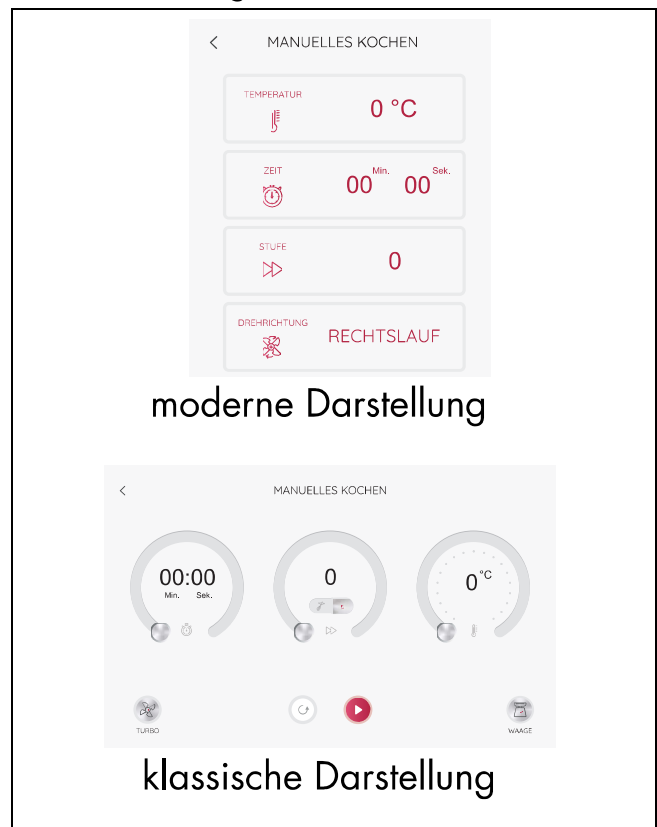 MANUELLES KOCHEN
TEMPERATUR
0 °C
ZEIT
00 Min. 00 Sek.
STUFE
0
DREHRICHTUNG
RECHTSLAUF
moderne Darstellung
MANUELLES KOCHEN
00:00
Min. Sek.
0
0 °C
TURBO
WAAGE
klassische Darstellung